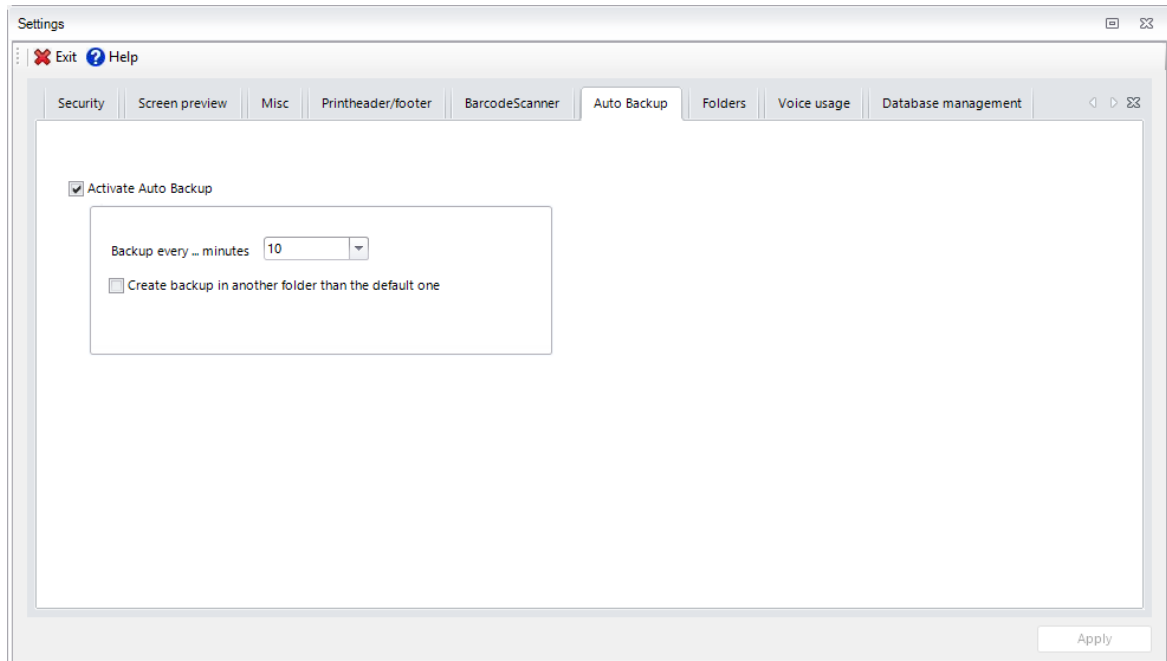 Settings
Exit Help
Security Screen preview Misc Printheader/footer BarcodeScanner Auto Backup Folders Voice usage Database management
Activate Auto Backup
Backup every ... minutes 10
Create backup in another folder than the default one
Apply